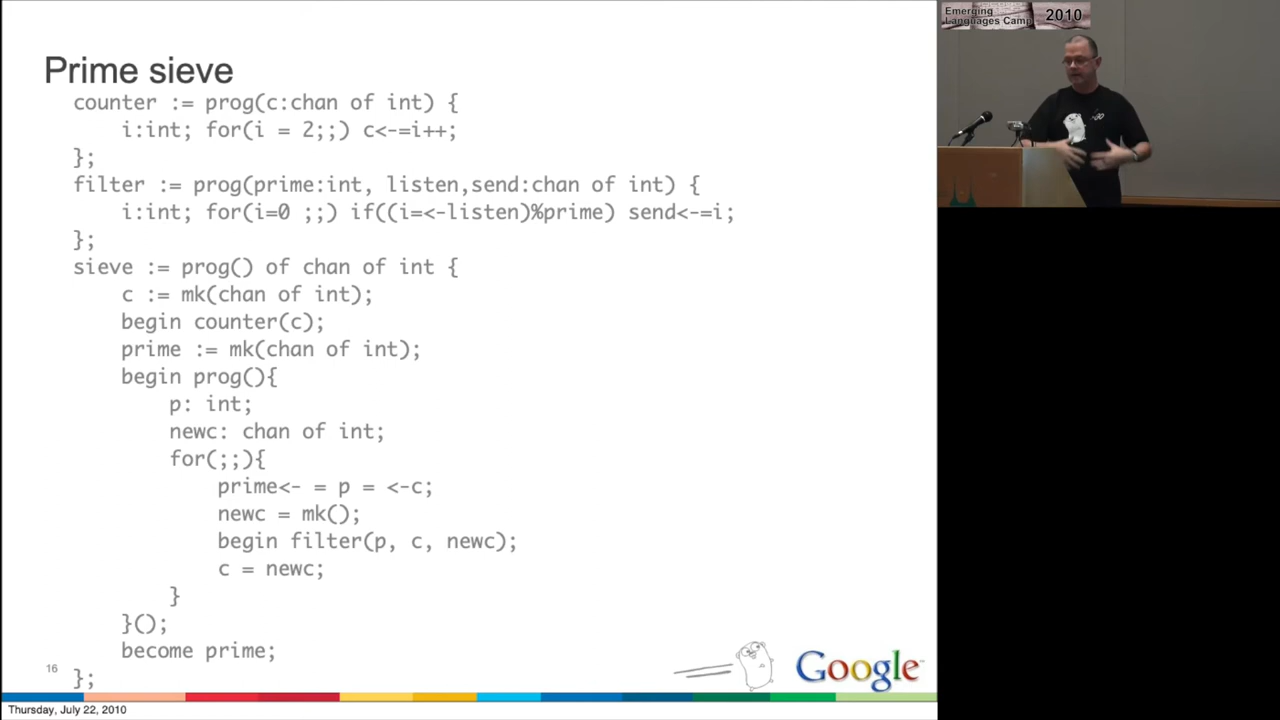 Prime sieve
counter := prog(c:chan of int) {
i:int; for(i = 2;;) c<-=i++;
};
filter := prog(prime:int, listen,send:chan of int) {
i:int; for(i=0 ;;) if((i=<-listen)%prime) send<-=i;
};
sieve := prog() of chan of int {
c := mk(chan of int);
begin counter(c);
prime := mk(chan of int);
begin prog(){
p: int;
newc: chan of int;
for(;;){
prime<- = p = <-c;
newc = mk();
begin filter(p, c, newc);
c = newc;
}
}();
become prime;
};
16
Google
Thursday, July 22, 2010
Emerging
Languages Camp
2010